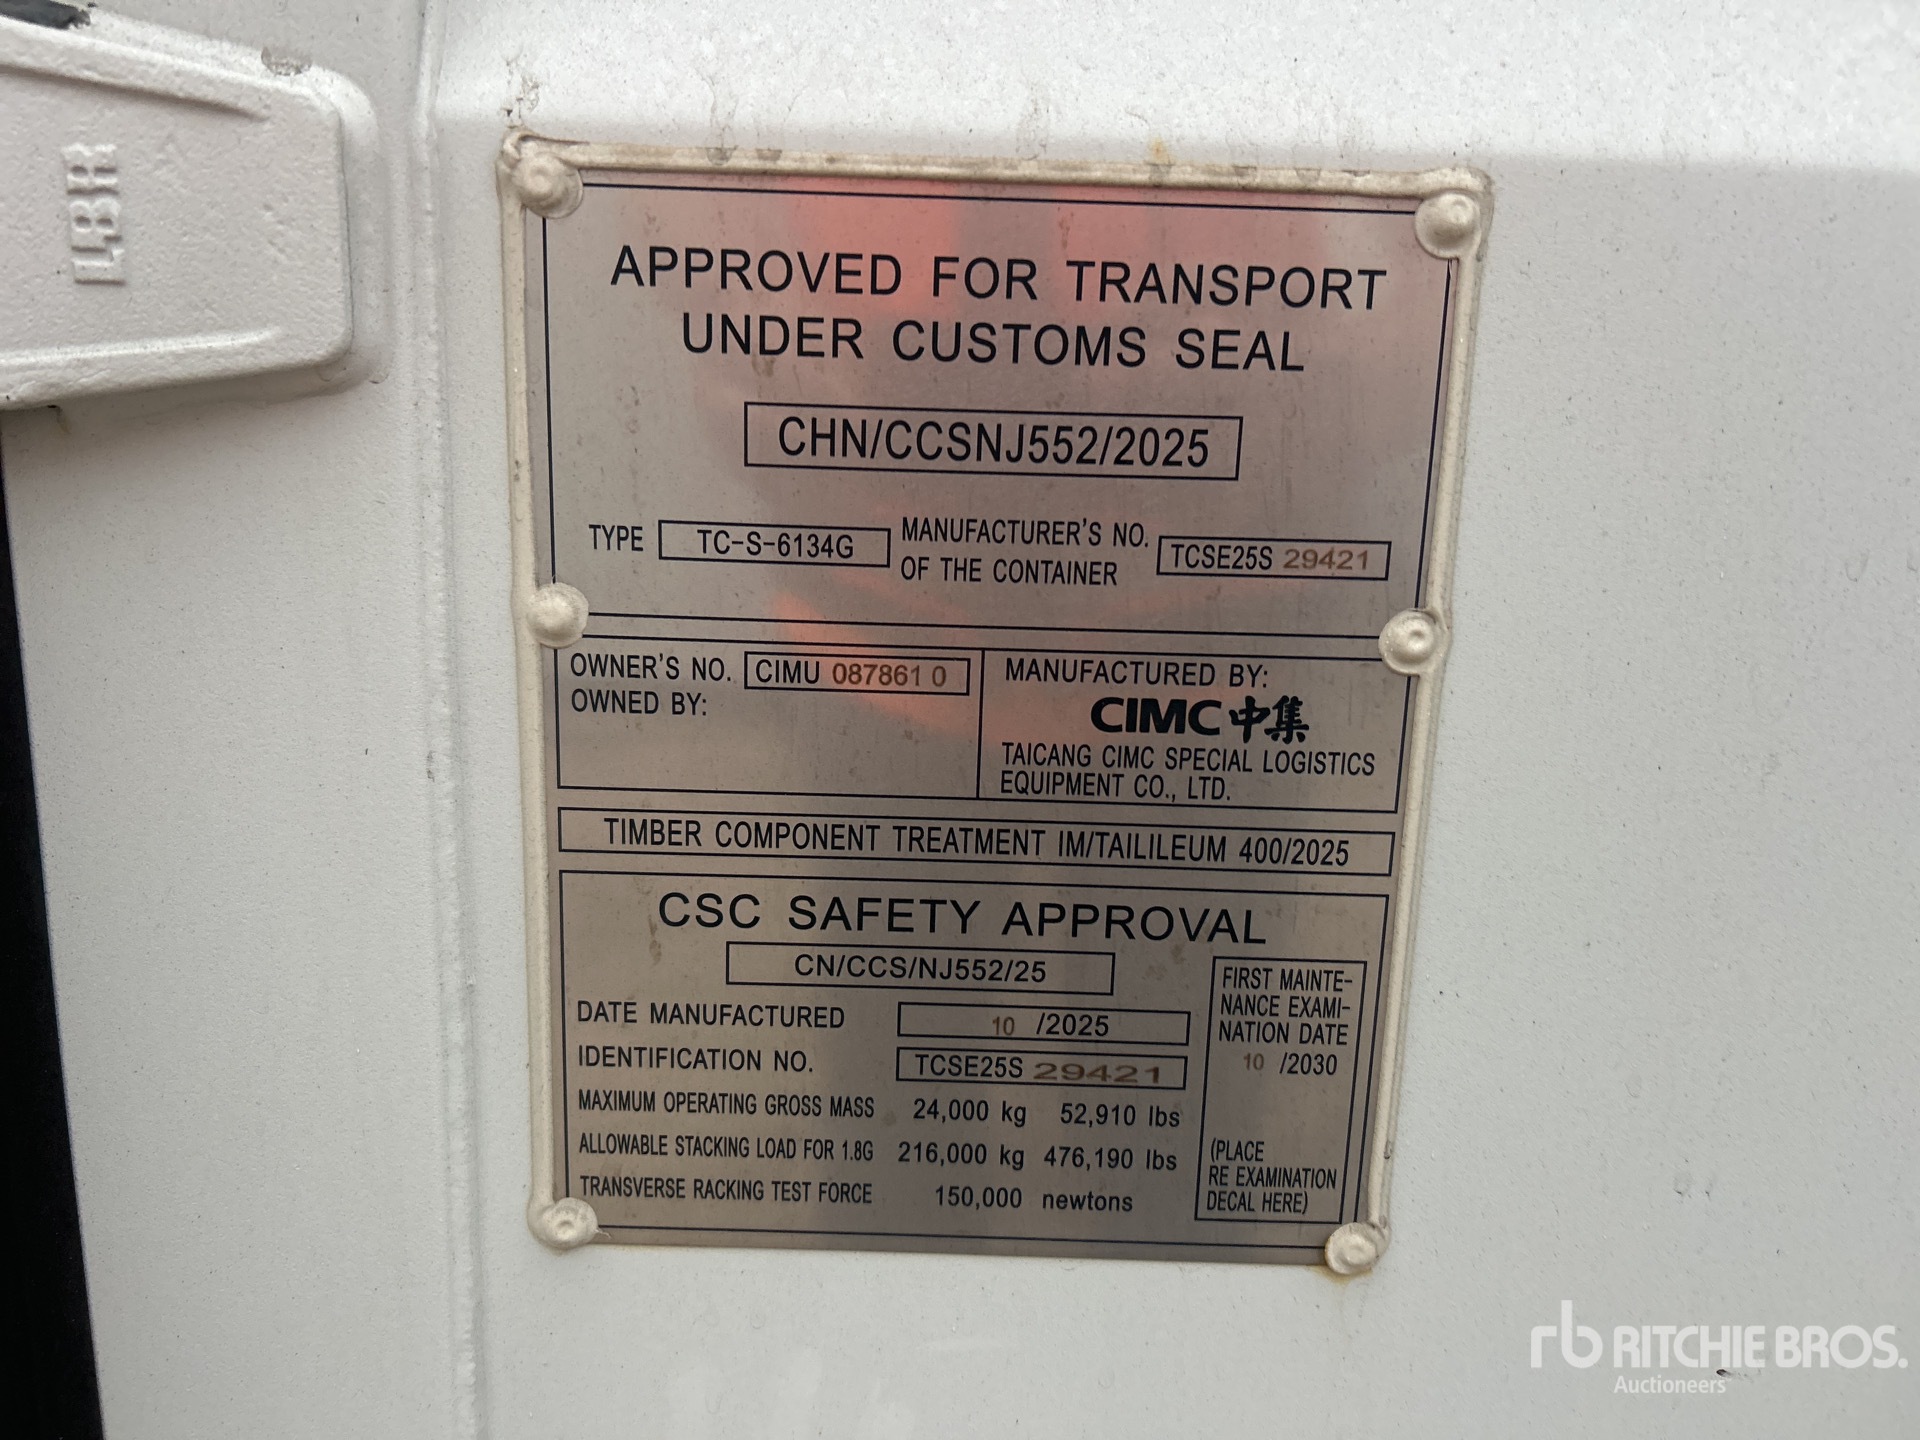 LBR
APPROVED FOR TRANSPORT
UNDER CUSTOMS SEAL
CHN/CCSNJ552/2025
TYPE TC-S-6134G MANUFACTURER'S NO. OF THE CONTAINER TCSE25S 29421
OWNER'S NO. CIMU 087861 0
OWNED BY:
MANUFACTURED BY:
CIMC中集
TAICANG CIMC SPECIAL LOGISTICS
EQUIPMENT CO., LTD.
TIMBER COMPONENT TREATMENT IM/TAILILEUM 400/2025
CSC SAFETY APPROVAL
CN/CCS/NJ552/25
DATE MANUFACTURED 10 /2025
IDENTIFICATION NO. TCSE25S 29421
MAXIMUM OPERATING GROSS MASS 24,000 kg 52,910 lbs
ALLOWABLE STACKING LOAD FOR 1.8G 216,000 kg 476,190 lbs
TRANSVERSE RACKING TEST FORCE 150,000 newtons
FIRST MAINTE-
NANCE EXAMI-
NATION DATE
10 /2030
(PLACE
RE EXAMINATION
DECAL HERE)
rb RITCHIE BROS.
Auctioneers